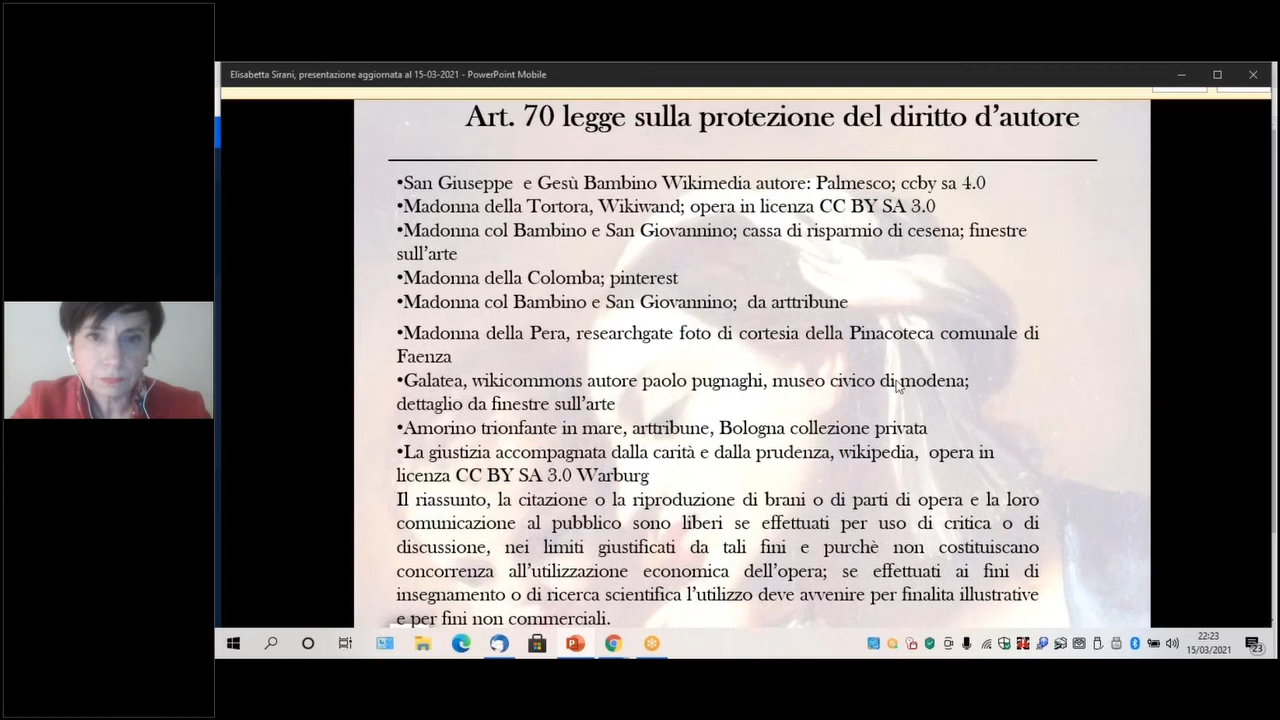 Elisabetta Sirani, presentazione aggiornata al 15-03-2021 - PowerPoint Mobile
Art. 70 legge sulla protezione del diritto d'autore
•San Giuseppe e Gesù Bambino Wikimedia autore: Palmesco; ccby sa 4.0
•Madonna della Tortora, Wikiwand; opera in licenza CC BY SA 3.0
•Madonna col Bambino e San Giovannino; cassa di risparmio di cesena; finestre
sull'arte
•Madonna della Colomba; pinterest
•Madonna col Bambino e San Giovannino; da arttribune
•Madonna della Pera, researchgate foto di cortesia della Pinacoteca comunale di
Faenza
•Galatea, wikicommons autore paolo pugnaghi, museo civico di modena;
dettaglio da finestre sull'arte
•Amorino trionfante in mare, arttribune, Bologna collezione privata
•La giustizia accompagnata dalla carità e dalla prudenza, wikipedia, opera in
licenza CC BY SA 3.0 Warburg
Il riassunto, la citazione o la riproduzione di brani o di parti di opera e la loro
comunicazione al pubblico sono liberi se effettuati per uso di critica o di
discussione, nei limiti giustificati da tali fini e purchè non costituiscano
concorrenza all'utilizzazione economica dell'opera; se effettuati ai fini di
insegnamento o di ricerca scientifica l'utilizzo deve avvenire per finalita illustrative
e per fini non commerciali.
22:23
15/03/2021
23